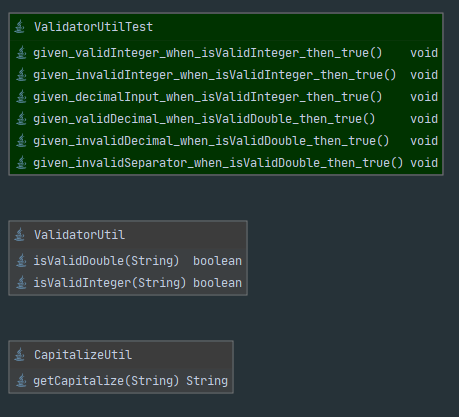 ValidatorUtilTest
given_validInteger_when_isValidInteger_then_true() void
given_invalidInteger_when_isValidInteger_then_true() void
given_decimalInput_when_isValidInteger_then_true() void
given_validDecimal_when_isValidDouble_then_true() void
given_invalidDecimal_when_isValidDouble_then_true() void
given_invalidSeparator_when_isValidDouble_then_true() void
ValidatorUtil
isValidDouble(String) boolean
isValidInteger(String) boolean
CapitalizeUtil
getCapitalize(String) String